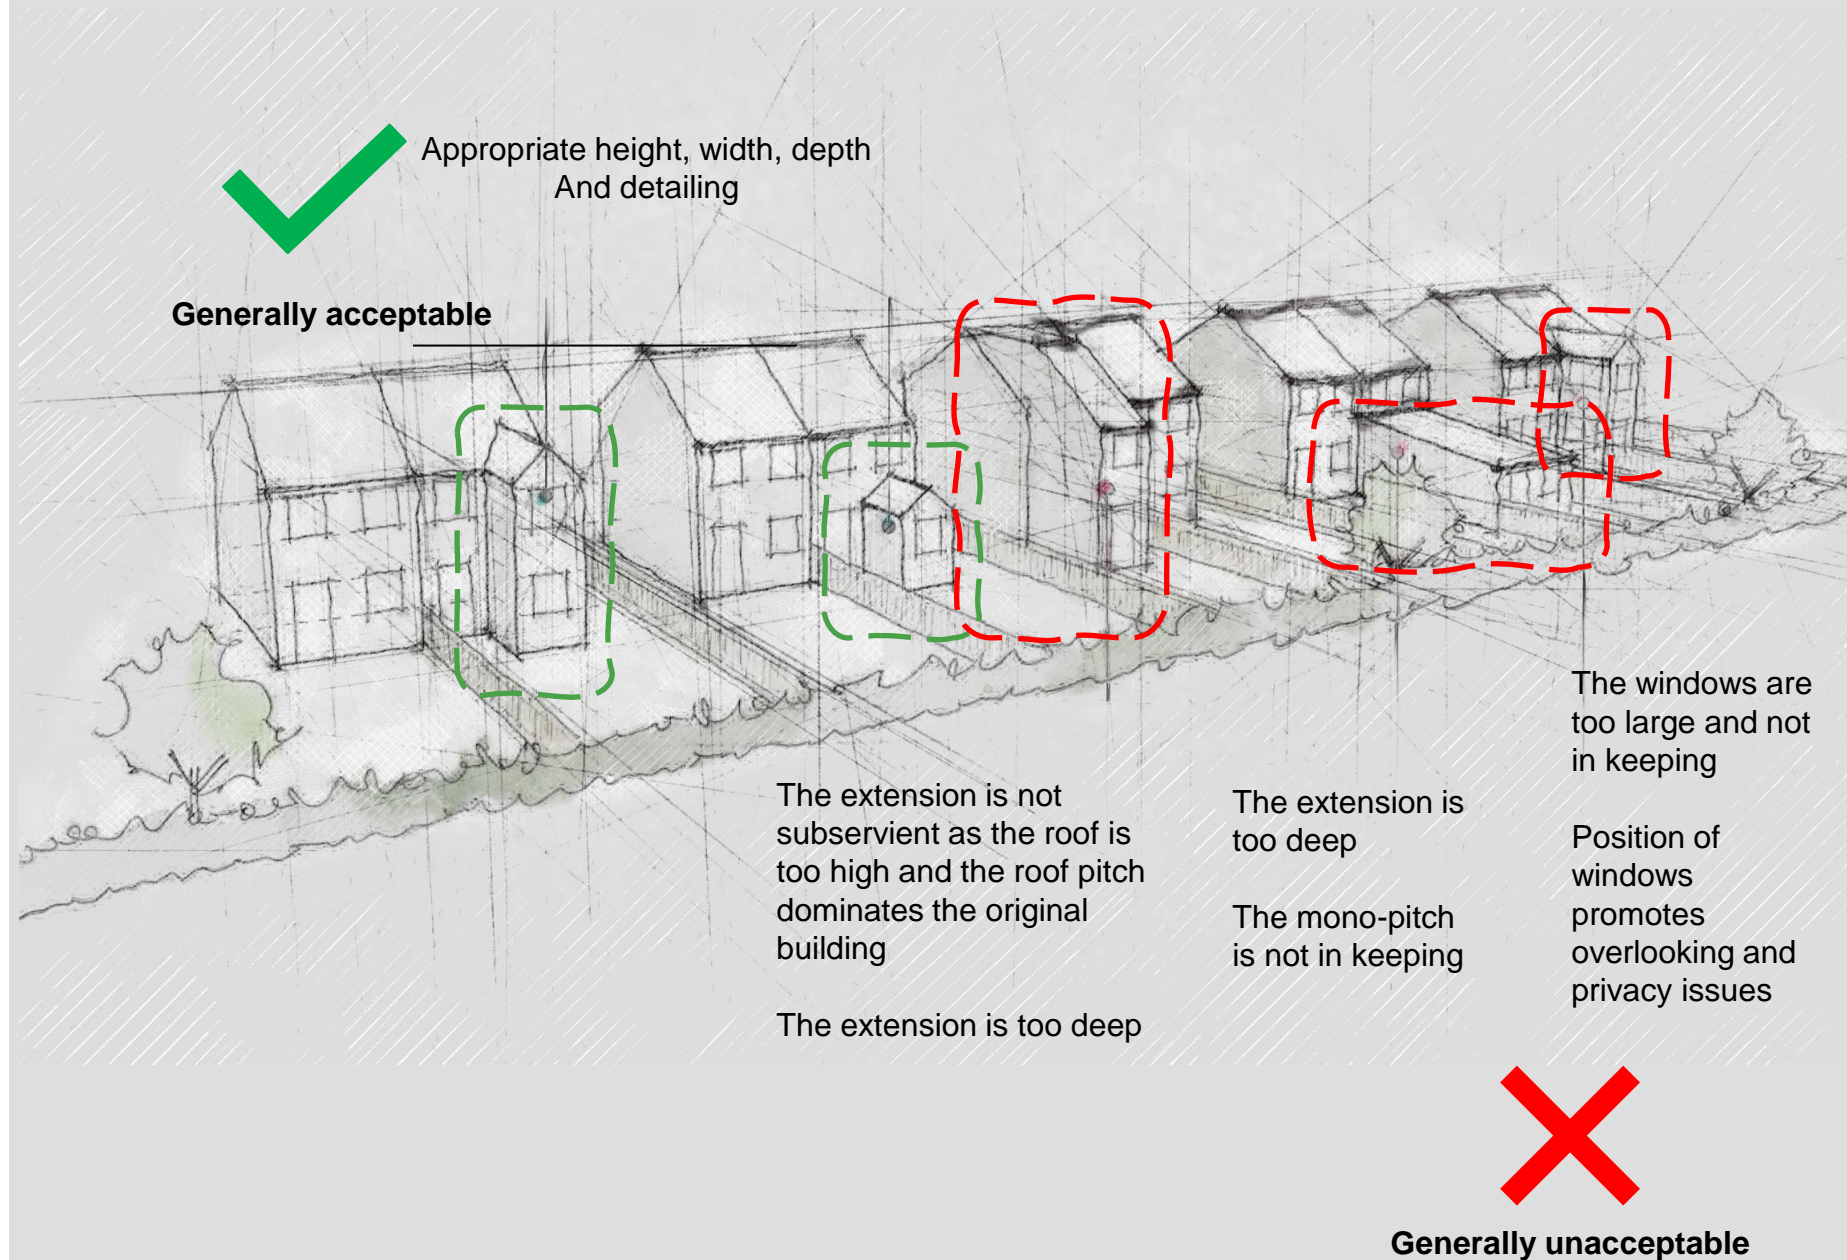 Appropriate height, width, depth
And detailing
Generally acceptable
The extension is not
subservient as the roof is
too high and the roof pitch
dominates the original
building
The extension is too deep
The extension is
too deep
The mono-pitch
is not in keeping
The windows are
too large and not
in keeping
Position of
windows
promotes
overlooking and
privacy issues
Generally unacceptable